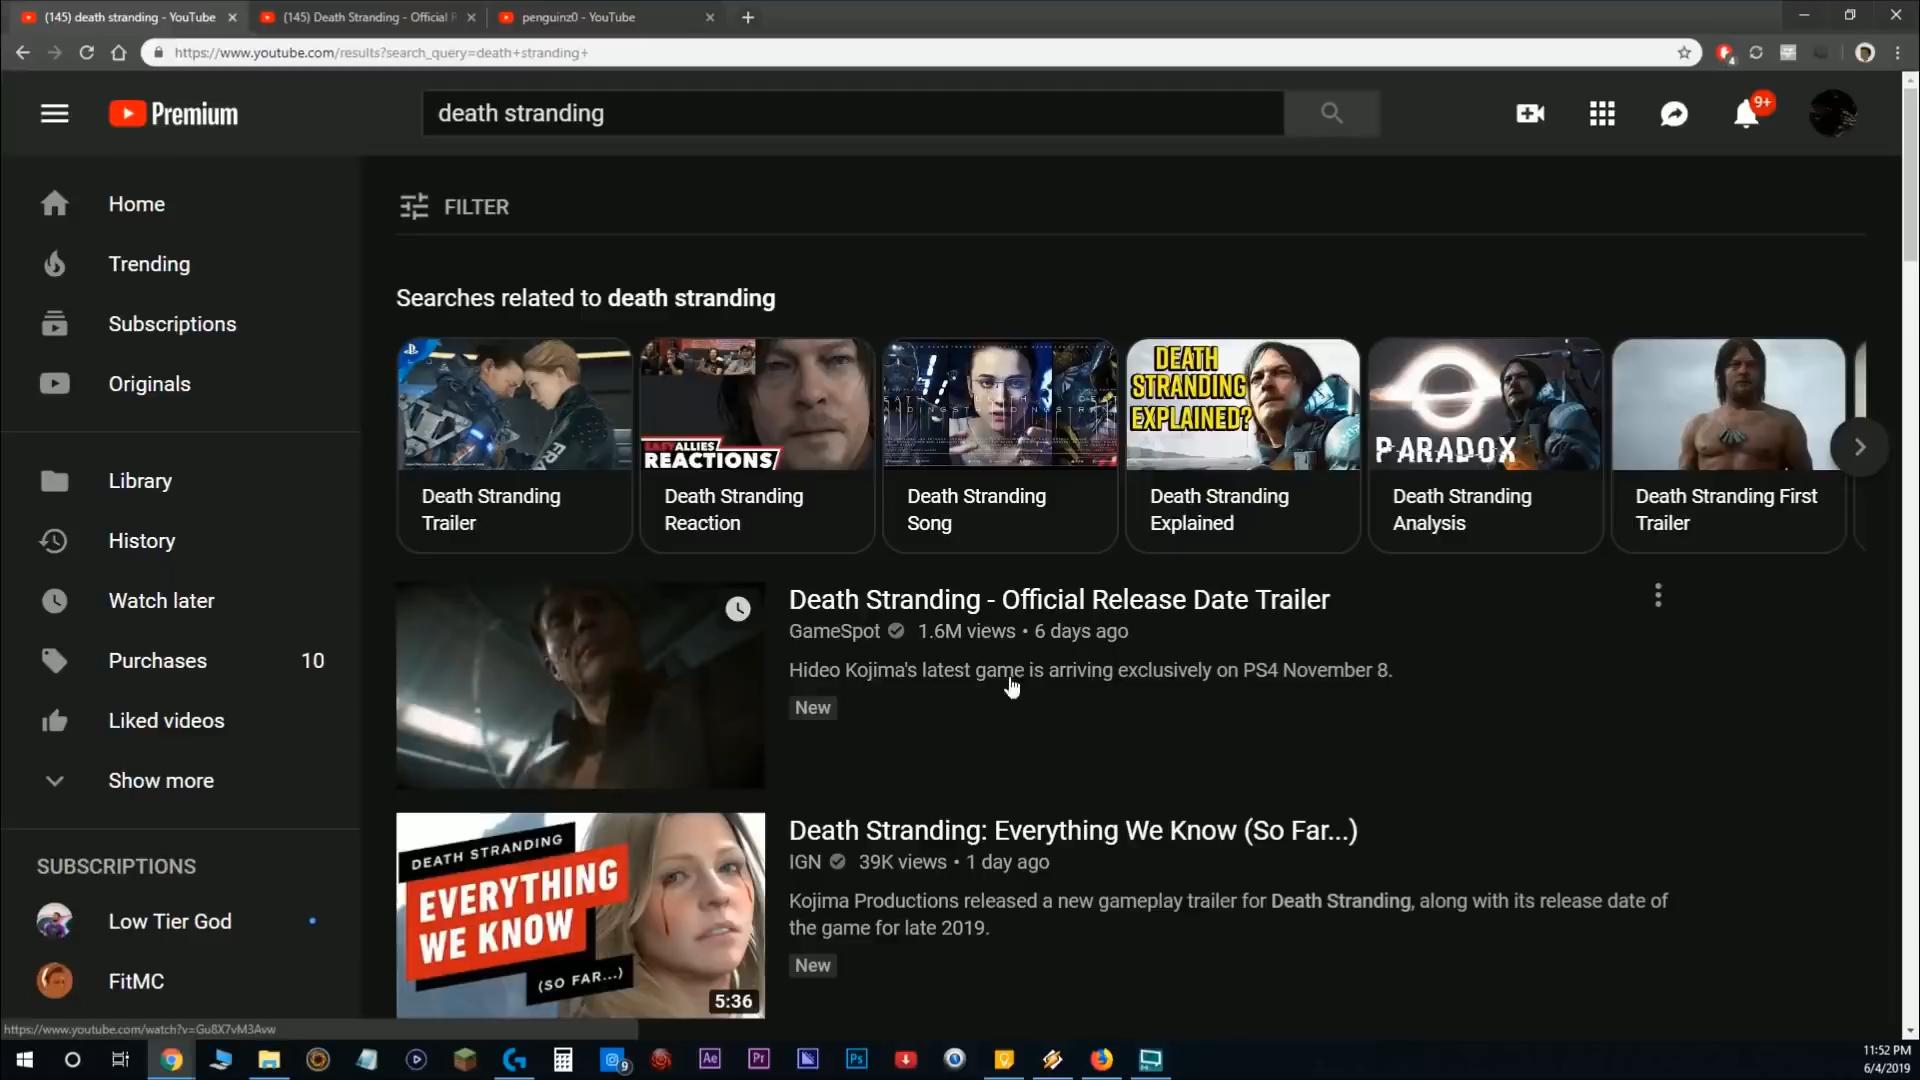 (145) death stranding - YouTube
(145) Death Stranding - Official R
penguinz0 - YouTube
https://www.youtube.com/results?search_query=death+stranding+
4
Premium
death stranding
9+
Home
Trending
Subscriptions
Originals
Library
History
Watch later
Purchases 10
Liked videos
Show more
SUBSCRIPTIONS
Low Tier God
FitMC
FILTER
Searches related to death stranding
EASY ALLIES
REACTIONS
DEATH
STRANDING
EXPLAINED?
PARADOX
Death Stranding
Trailer
Death Stranding
Reaction
Death Stranding
Song
Death Stranding
Explained
Death Stranding
Analysis
Death Stranding First
Trailer
Death Stranding - Official Release Date Trailer
GameSpot 1.6M views • 6 days ago
Hideo Kojima's latest game is arriving exclusively on PS4 November 8.
New
DEATH STRANDING
EVERYTHING
WE KNOW
(SO FAR...)
5:36
Death Stranding: Everything We Know (So Far...)
IGN 39K views • 1 day ago
Kojima Productions released a new gameplay trailer for Death Stranding, along with its release date of
the game for late 2019.
New
https://www.youtube.com/watch?v=Gu8X7vM3Avw
9
Ae
Pr
Ps
11:52 PM
6/4/2019